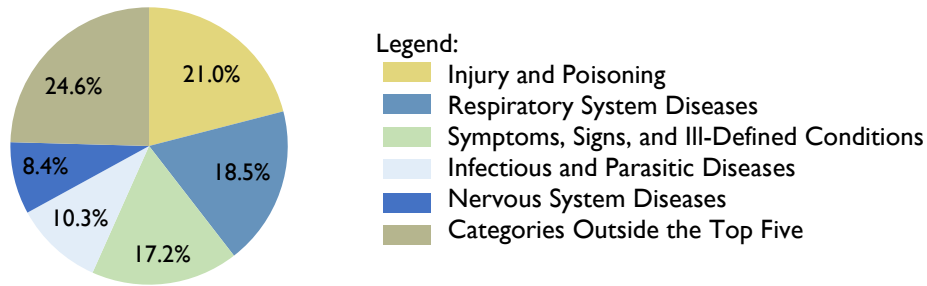 24.6%
21.0%
8.4%
18.5%
10.3%
17.2%
Legend:
Injury and Poisoning
Respiratory System Diseases
Symptoms, Signs, and Ill-Defined Conditions
Infectious and Parasitic Diseases
Nervous System Diseases
Categories Outside the Top Five